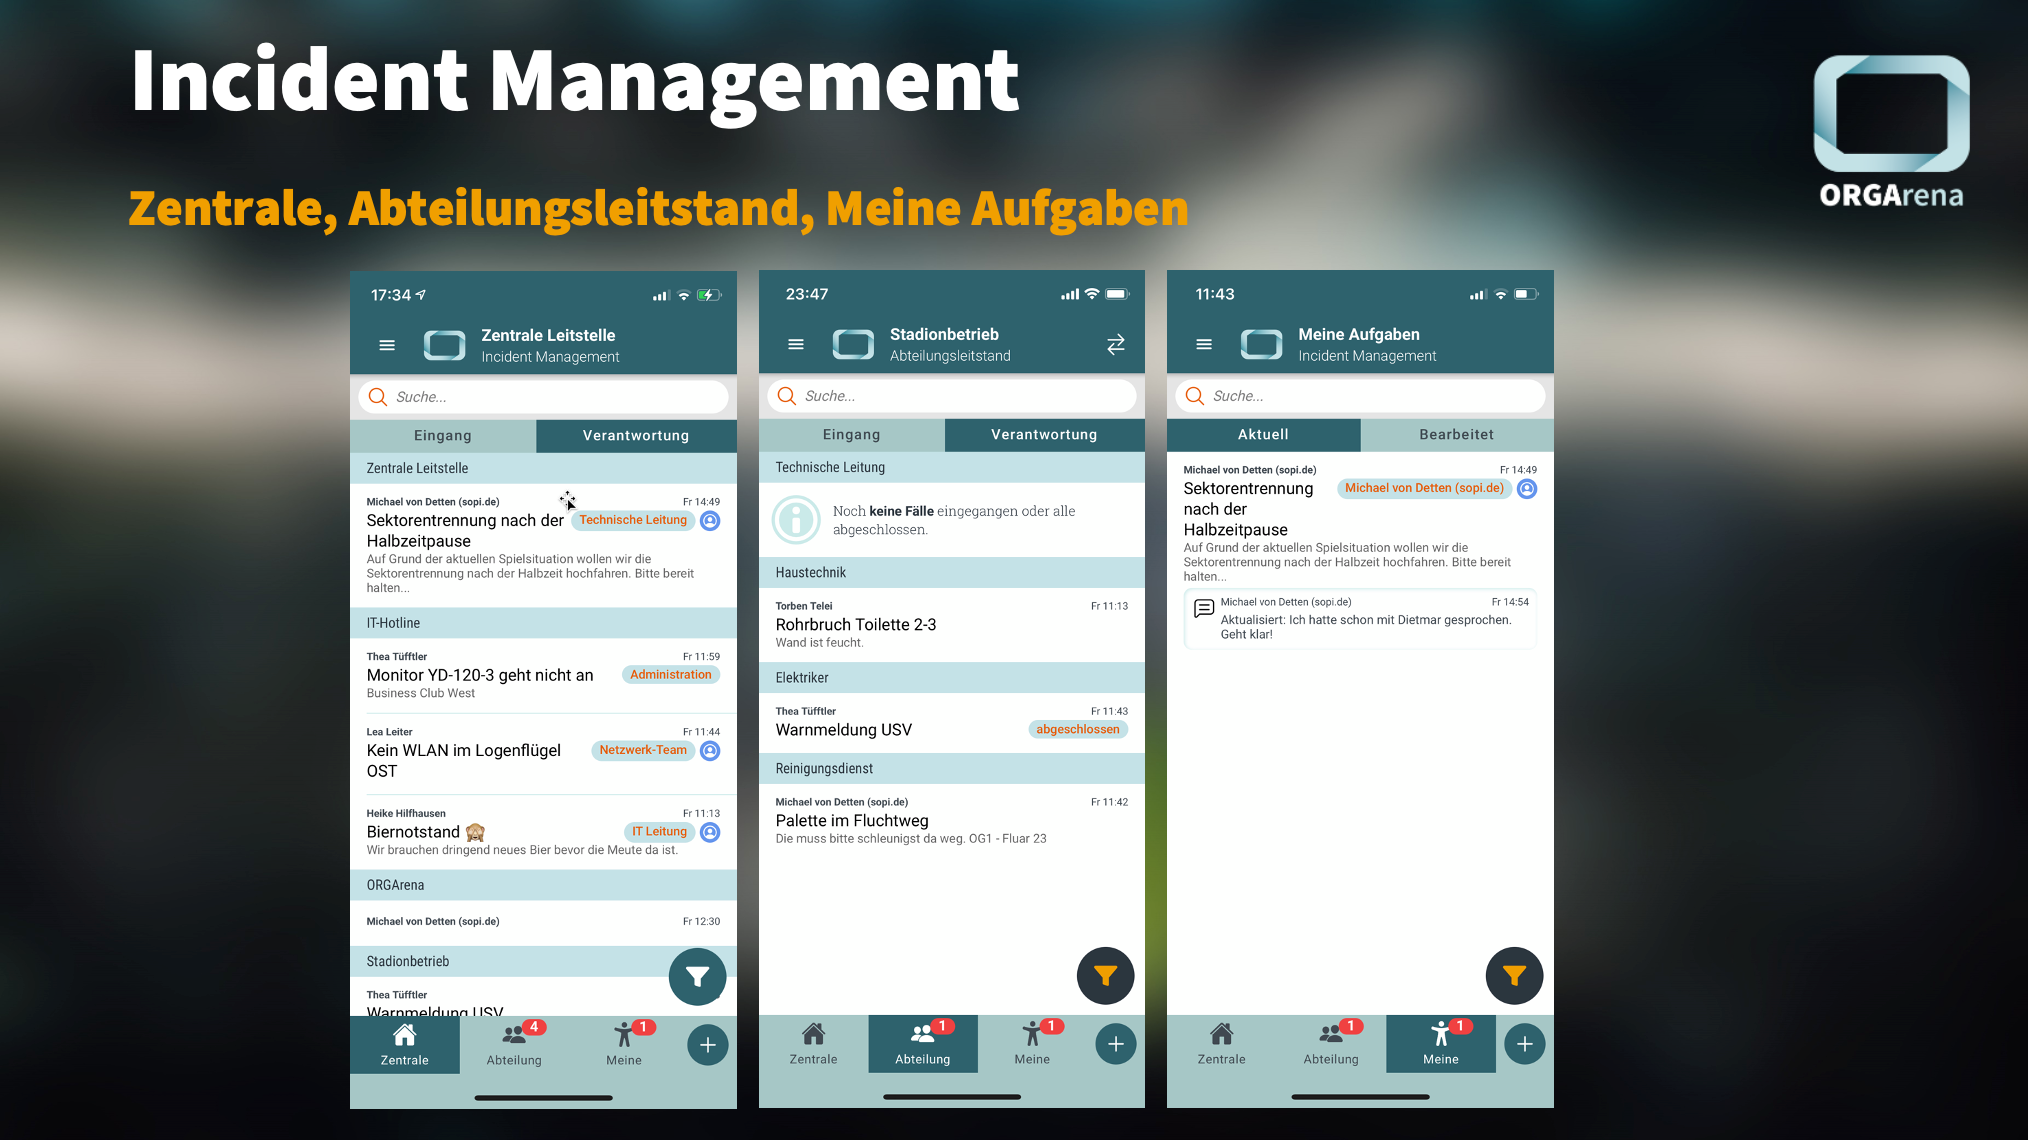 Incident Management
Zentrale, Abteilungsleitstand, Meine Aufgaben
ORGArena
17:34
Zentrale Leitstelle
Incident Management
Suche...
Eingang
Verantwortung
Zentrale Leitstelle
Michael von Detten (sopi.de)
Fr 14:49
Sektorentrennung nach der
Halbzeitpause
Technische Leitung
Auf Grund der aktuellen Spielsituation wollen wir die
Sektorentrennung nach der Halbzeit hochfahren. Bitte bereit
halten...
IT-Hotline
Thea Tüfftler
Fr 11:59
Monitor YD-120-3 geht nicht an
Administration
Business Club West
Lea Leiter
Fr 11:44
Kein WLAN im Logenflügel
OST
Netzwerk-Team
Heike Hilfhausen
Fr 11:13
Biernotstand 🙈
IT Leitung
Wir brauchen dringend neues Bier bevor die Meute da ist.
ORGArena
Michael von Detten (sopi.de)
Fr 12:30
Stadionbetrieb
Thea Tüfftler
Warnmeldung USV
4
1
Zentrale
Abteilung
Meine
23:47
Stadionbetrieb
Abteilungsleitstand
Suche...
Eingang
Verantwortung
Technische Leitung
Noch keine Fälle eingegangen oder alle
abgeschlossen.
Haustechnik
Torben Telei
Fr 11:13
Rohrbruch Toilette 2-3
Wand ist feucht.
Elektriker
Thea Tüfftler
Fr 11:43
Warnmeldung USV
abgeschlossen
Reinigungsdienst
Michael von Detten (sopi.de)
Fr 11:42
Palette im Fluchtweg
Die muss bitte schleunigst da weg. OG1 - Fluar 23
1
1
Zentrale
Abteilung
Meine
11:43
Meine Aufgaben
Incident Management
Suche...
Aktuell
Bearbeitet
Michael von Detten (sopi.de)
Fr 14:49
Sektorentrennung
nach der
Halbzeitpause
Michael von Detten (sopi.de)
Auf Grund der aktuellen Spielsituation wollen wir die
Sektorentrennung nach der Halbzeit hochfahren. Bitte bereit
halten...
Michael von Detten (sopi.de)
Fr 14:54
Aktualisiert: Ich hatte schon mit Dietmar gesprochen.
Geht klar!
1
1
Zentrale
Abteilung
Meine